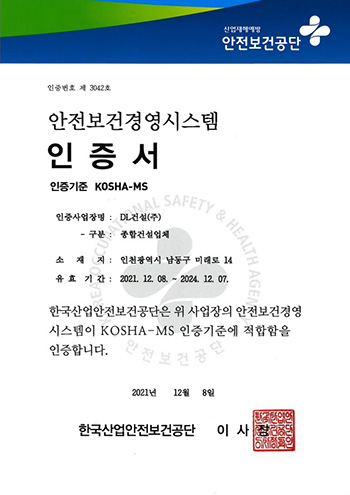 산업재해예방
안전보건공단
인증번호 제 3042호
안전보건경영시스템
인증서
인증기준 KOSHA-MS
인증사업장명 : DL건설(주)
- 구분 : 종합건설업체
소재지 : 인천광역시 남동구 미래로 14
유효기간 : 2021. 12. 08. ~ 2024. 12. 07.
한국산업안전보건공단은 위 사업장의 안전보건경영
시스템이 KOSHA-MS 인증기준에 적합함을
인증합니다.
KOREA OCCUPATIONAL SAFETY & HEALTH AGENCY
안전보건공단
2021년 12월 8일
한국산업안전보건공단 이사장